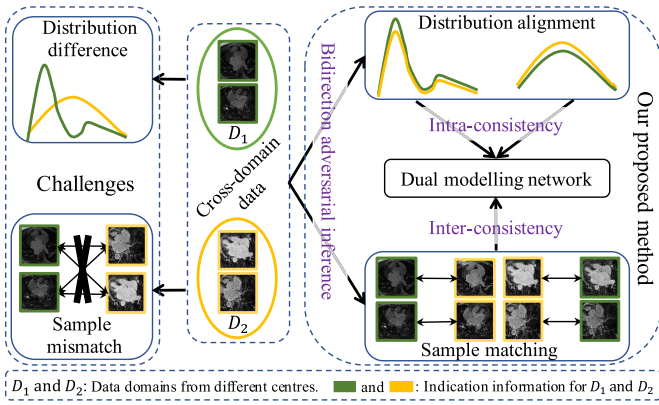 Distribution
difference
Challenges
Sample
mismatch
D₁
Cross-domain
data
D₂
Bidirection adversarial inference
Distribution alignment
Intra-consistency
Dual modelling network
Inter-consistency
Sample matching
Our proposed method
D₁ and D₂: Data domains from different centres.
and : Indication information for D₁ and D₂